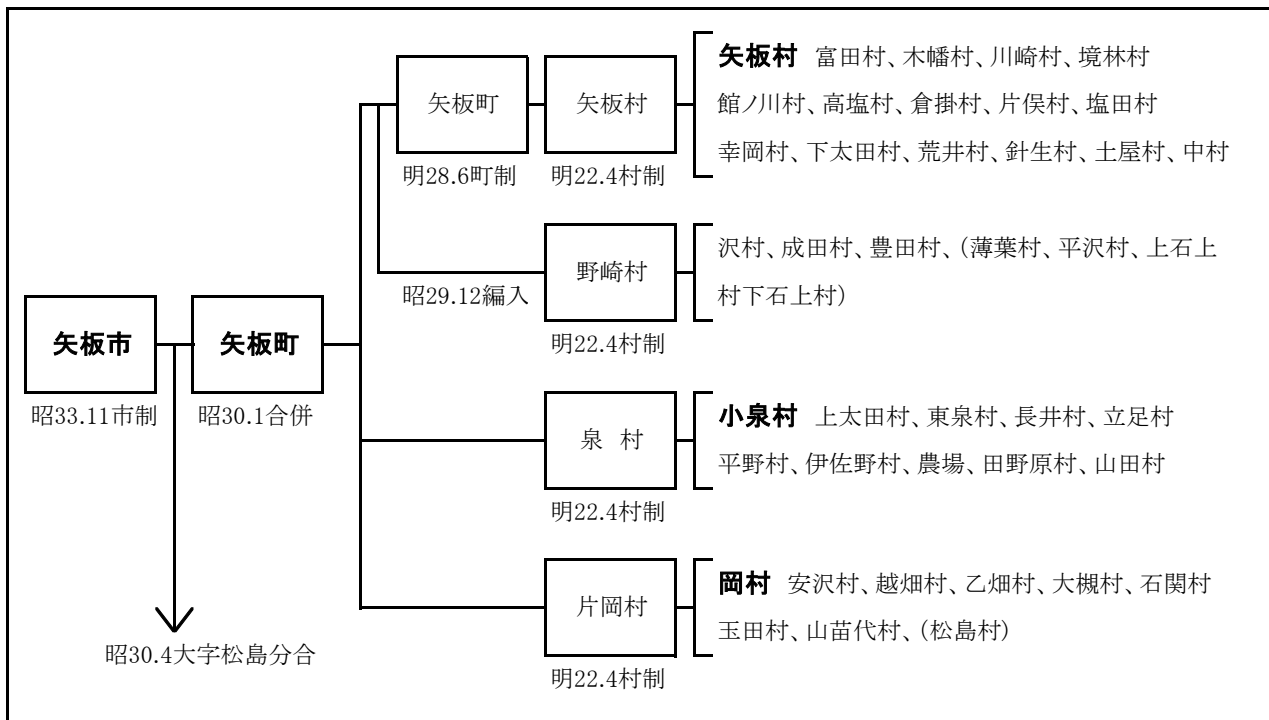 矢板市
昭33.11市制
矢板町
昭30.1合併
昭30.4大字松島分合
矢板町
明28.6町制
矢板村
明22.4村制
矢板村 富田村、木幡村、川崎村、境林村
館ノ川村、高塩村、倉掛村、片俣村、塩田村
幸岡村、下太田村、荒井村、針生村、土屋村、中村
昭29.12編入
野崎村
明22.4村制
沢村、成田村、豊田村、(薄葉村、平沢村、上石上
村下石上村)
泉 村
明22.4村制
小泉村 上太田村、東泉村、長井村、立足村
平野村、伊佐野村、農場、田野原村、山田村
片岡村
明22.4村制
岡村 安沢村、越畑村、乙畑村、大槻村、石関村
玉田村、山苗代村、(松島村)